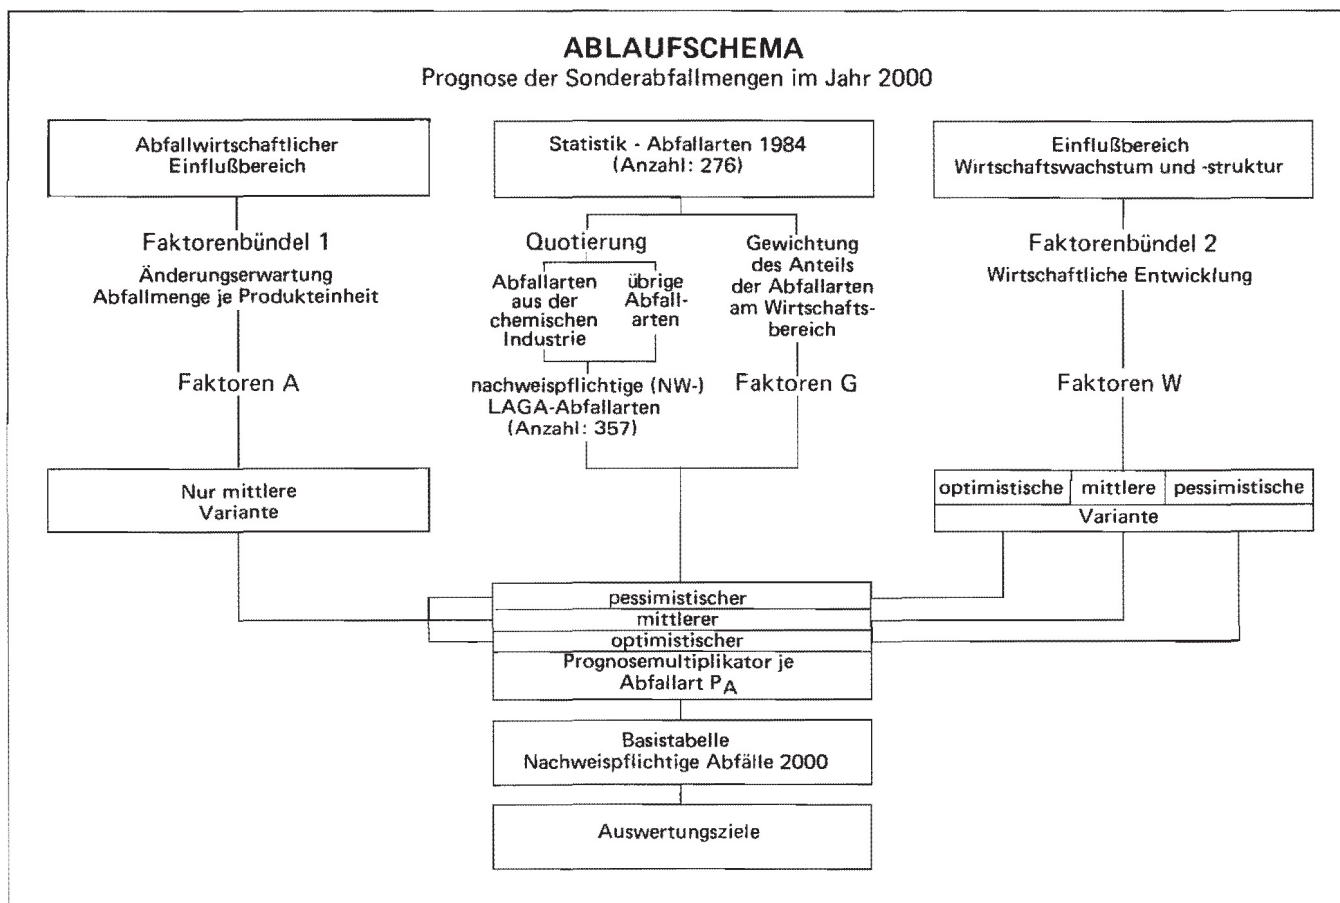 ABLAUFSCHEMA
Prognose der Sonderabfallmengen im Jahr 2000
Abfallwirtschaftlicher
Einflußbereich
Faktorenbündel 1
Änderungserwartung
Abfallmenge je Produkteinheit
Faktoren A
Nur mittlere
Variante
Statistik - Abfallarten 1984
(Anzahl: 276)
Quotierung
Abfallarten
aus der
chemischen
Industrie
übrige
Abfall-
arten
nachweispflichtige (NW-)
LAGA-Abfallarten
(Anzahl: 357)
Gewichtung
des Anteils
der Abfallarten
am Wirtschafts-
bereich
Faktoren G
Einflußbereich
Wirtschaftswachstum und -struktur
Faktorenbündel 2
Wirtschaftliche Entwicklung
Faktoren W
optimistische mittlere pessimistische
Variante
pessimistischer
mittlerer
optimistischer
Prognosemultiplikator je
Abfallart PA
Basistabelle
Nachweispflichtige Abfälle 2000
Auswertungsziele